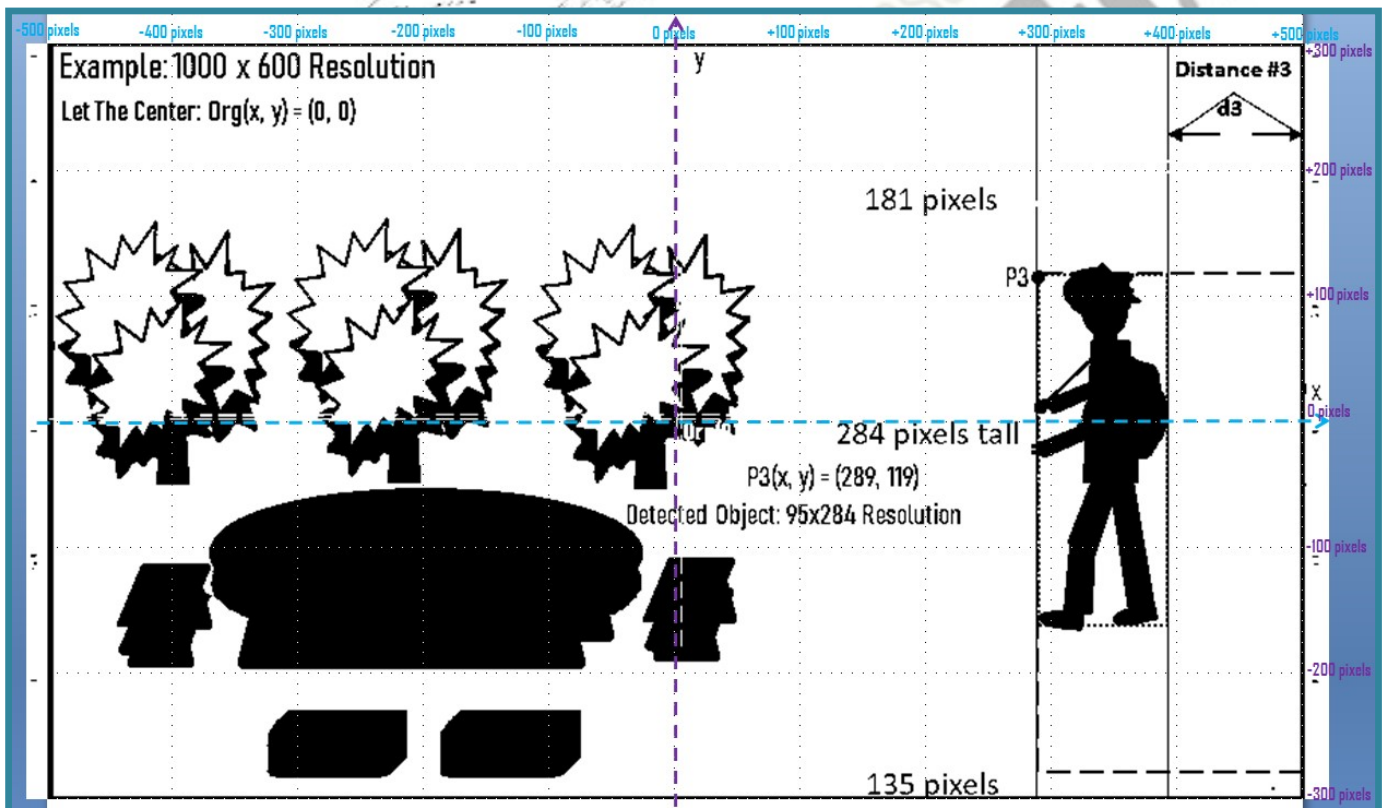 -500 pixels -400 pixels -300 pixels -200 pixels -100 pixels 0 pixels +100 pixels +200 pixels +300 pixels +400 pixels +500 pixels
+300 pixels
Example: 1000 x 600 Resolution
y
Distance #3
Let The Center: Org(x, y) = (0, 0)
d3
+200 pixels
181 pixels
P3
+100 pixels
x
0 pixels
284 pixels tall
P3(x, y) = (289, 119)
Detected Object: 95x284 Resolution
-100 pixels
-200 pixels
135 pixels
-300 pixels